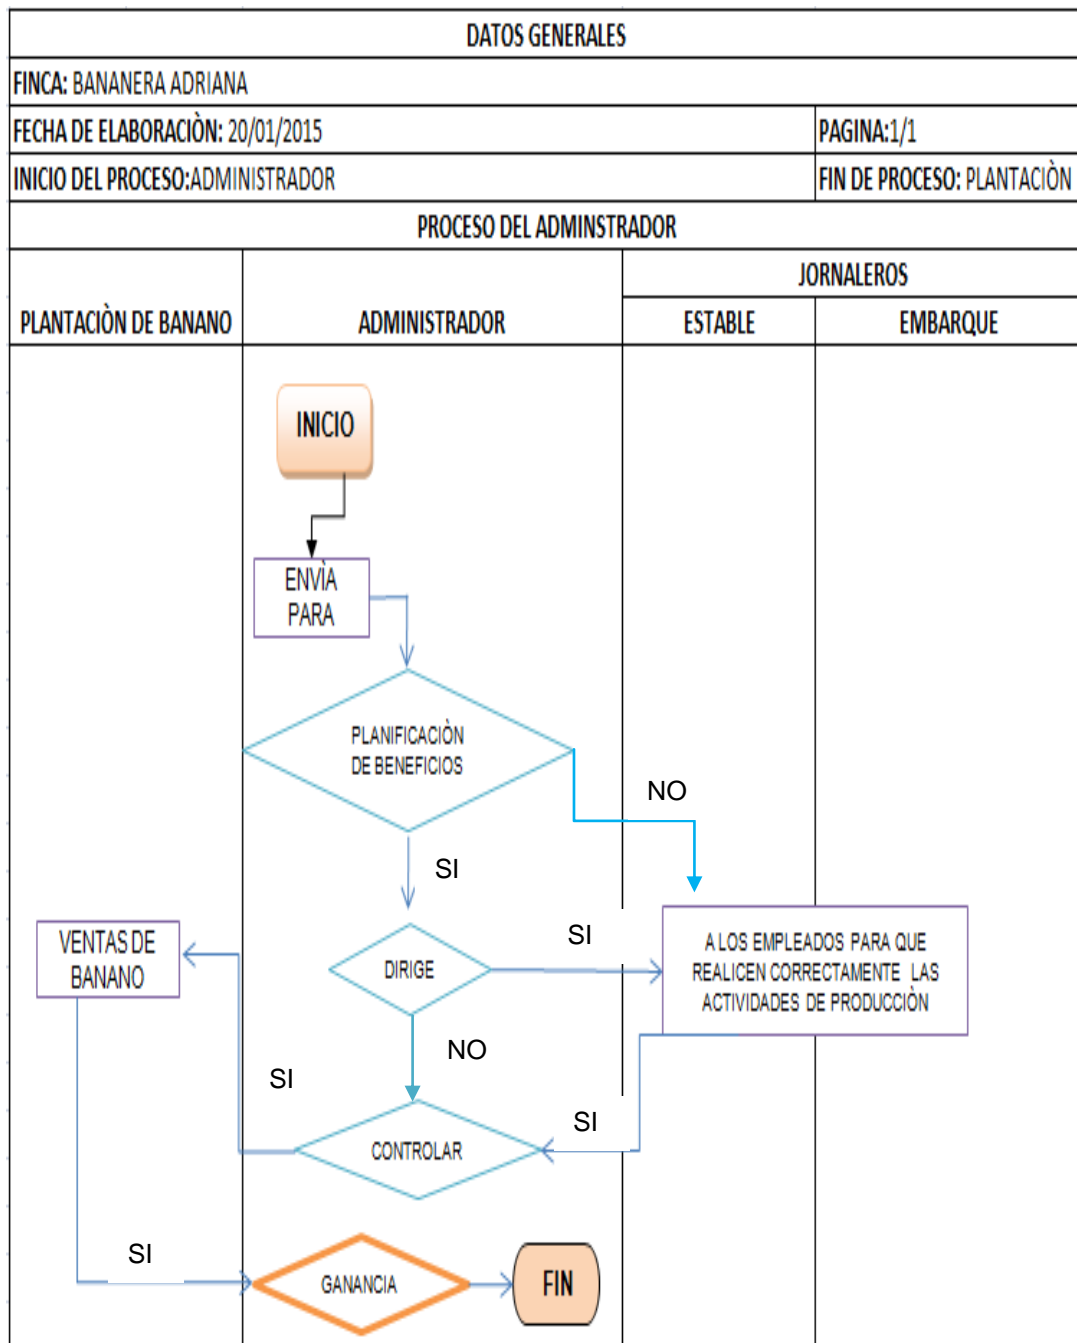 DATOS GENERALES
FINCA: BANANERA ADRIANA
FECHA DE ELABORACIÒN: 20/01/2015
PAGINA:1/1
INICIO DEL PROCESO:ADMINISTRADOR
FIN DE PROCESO: PLANTACIÒN
PROCESO DEL ADMINSTRADOR
JORNALEROS
PLANTACIÒN DE BANANO
ADMINISTRADOR
ESTABLE
EMBARQUE
INICIO
ENVÌA
PARA
PLANIFICACIÒN
DE BENEFICIOS
NO
SI
VENTAS DE
BANANO
DIRIGE
SI
A LOS EMPLEADOS PARA QUE
REALICEN CORRECTAMENTE LAS
ACTIVIDADES DE PRODUCCIÒN
NO
SI
SI
CONTROLAR
SI
GANANCIA
FIN